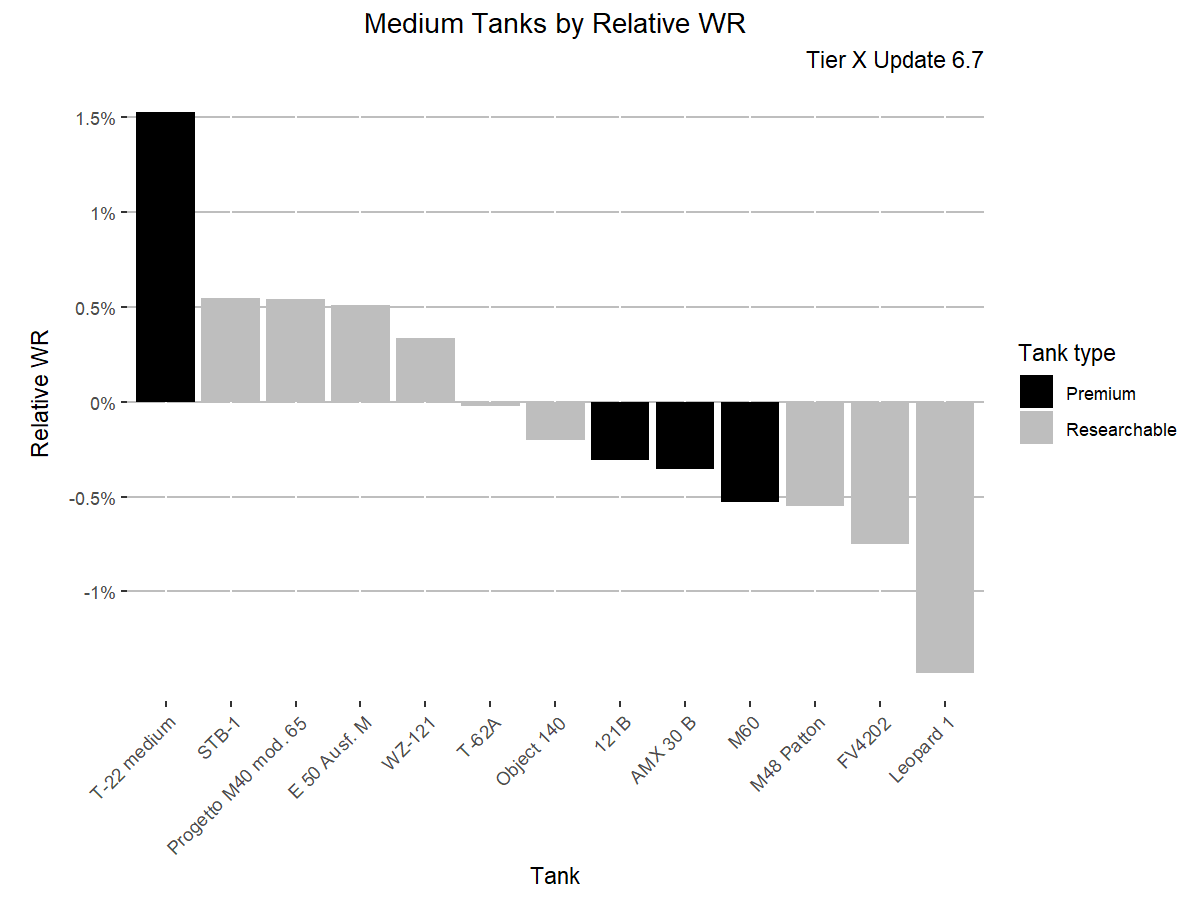 Medium Tanks by Relative WR
Tier X Update 6.7
Relative WR
1.5%
1%
0.5%
0%
-0.5%
-1%
T-22 medium
STB-1
Progetto M40 mod. 65
E 50 Ausf. M
WZ-121
T-62A
Object 140
121B
AMX 30 B
M60
M48 Patton
FV4202
Leopard 1
Tank
Tank type
Premium
Researchable